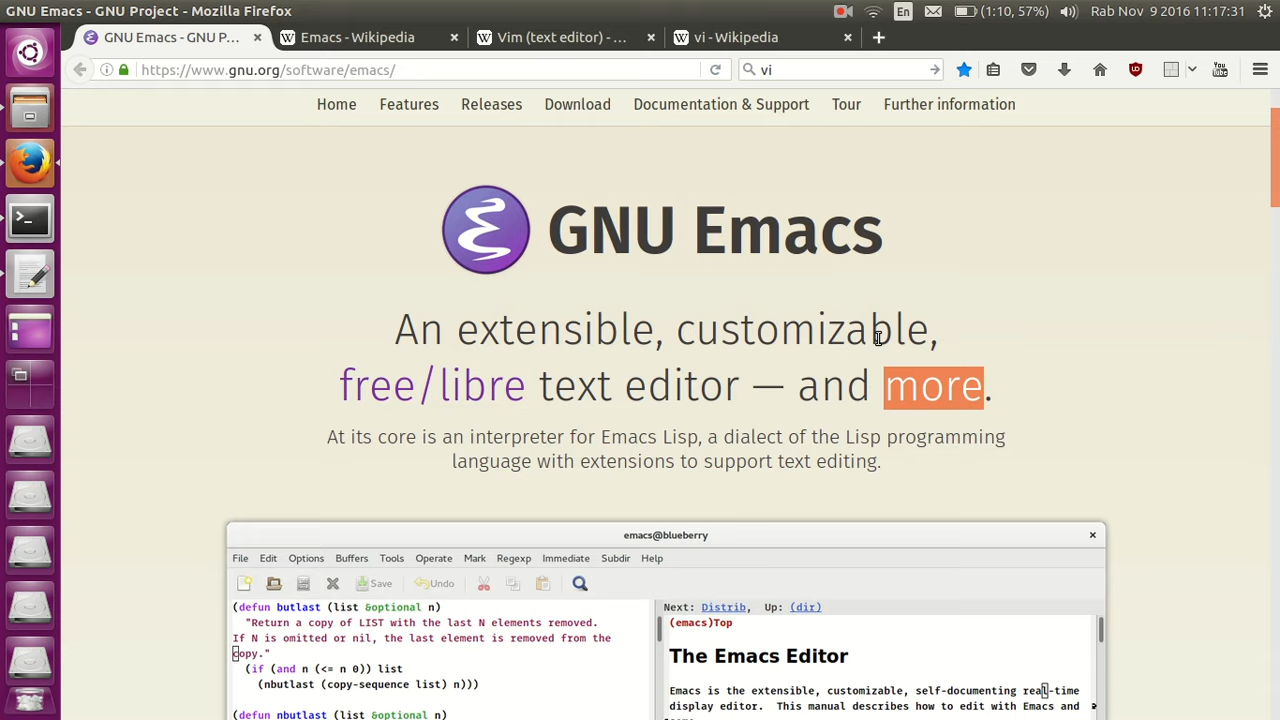 GNU Emacs - GNU Project - Mozilla Firefox
En
(1:10, 57%)
Rab Nov 9 2016 11:17:31
GNU Emacs - GNU P...
Emacs - Wikipedia
Vim (text editor) - ...
vi - Wikipedia
https://www.gnu.org/software/emacs/
vi
You
Home
Features
Releases
Download
Documentation & Support
Tour
Further information
GNU Emacs
An extensible, customizable,
free/libre text editor — and more.
At its core is an interpreter for Emacs Lisp, a dialect of the Lisp programming
language with extensions to support text editing.
emacs@blueberry
File Edit Options Buffers Tools Operate Mark Regexp Immediate Subdir Help
Save
Undo
(defun butlast (list &optional n)
"Return a copy of LIST with the last N elements removed.
If N is omitted or nil, the last element is removed from the
copy."
(if (and n (<= n 0)) list
(nbutlast (copy-sequence list) n)))
(defun nbutlast (list &optional n)
Next: Distrib, Up: (dir)
(emacs)Top
The Emacs Editor
Emacs is the extensible, customizable, self-documenting real-time
display editor. This manual describes how to edit with Emacs and